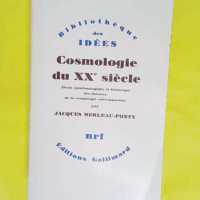 Bibliothèque
des
IDÉES
Cosmologie
du XXe siècle
Étude épistémologique et historique
des théories
de la cosmologie contemporaine
par
JACQUES MERLEAU-PONTY
nrf
Éditions Gallimard